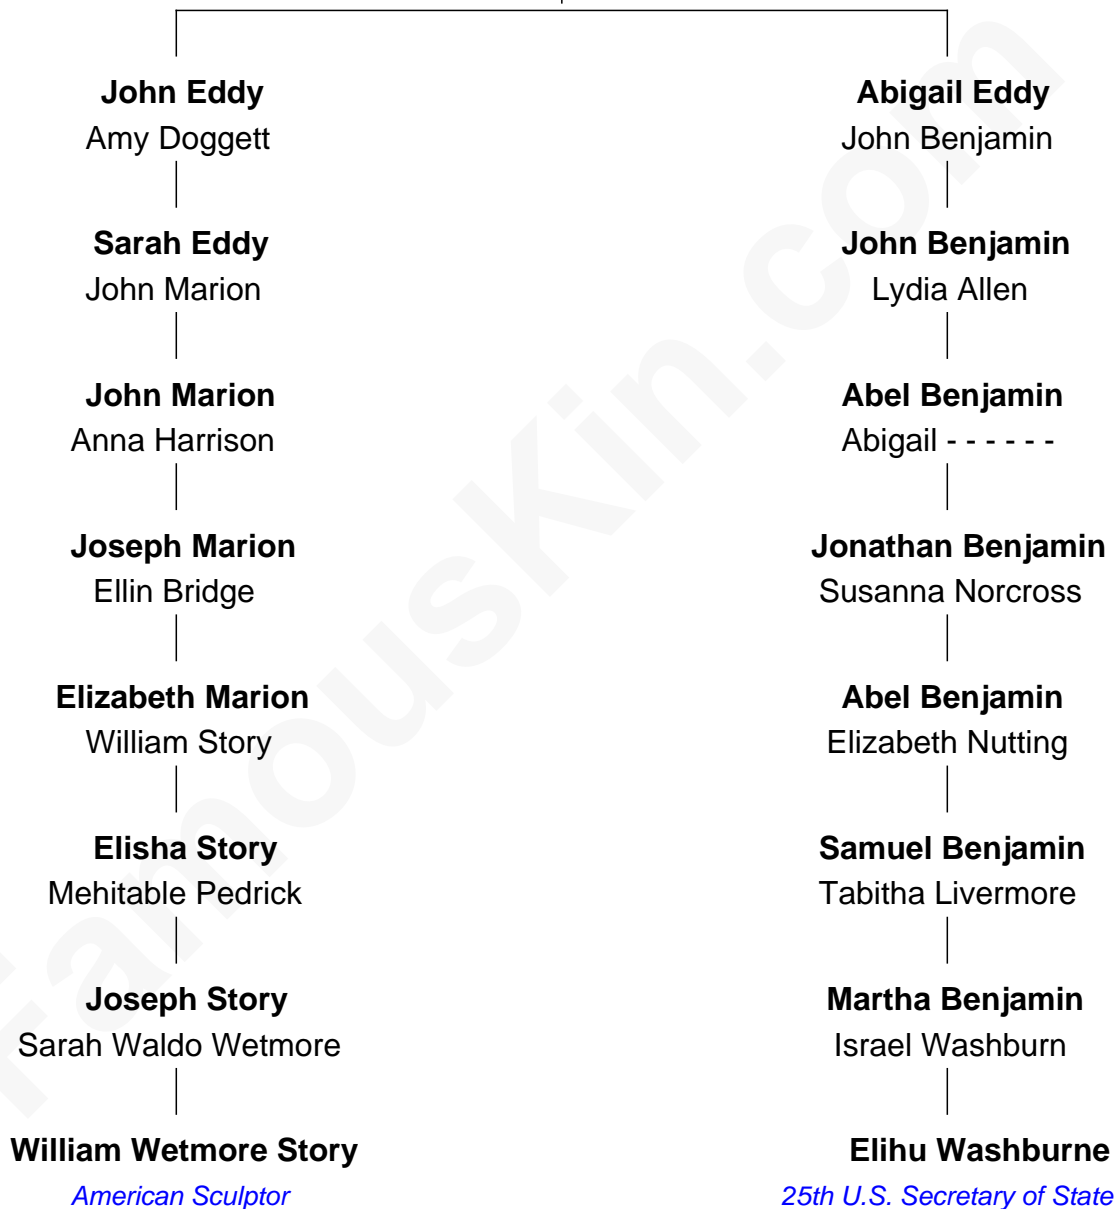 John Eddy
Amy Doggett
Sarah Eddy
John Marion
John Marion
Anna Harrison
Joseph Marion
Ellin Bridge
Elizabeth Marion
William Story
Elisha Story
Mehitable Pedrick
Joseph Story
Sarah Waldo Wetmore
William Wetmore Story
American Sculptor
Abigail Eddy
John Benjamin
John Benjamin
Lydia Allen
Abel Benjamin
Abigail - - - - - -
Jonathan Benjamin
Susanna Norcross
Abel Benjamin
Elizabeth Nutting
Samuel Benjamin
Tabitha Livermore
Martha Benjamin
Israel Washburn
Elihu Washburne
25th U.S. Secretary of State
FamousKin.com